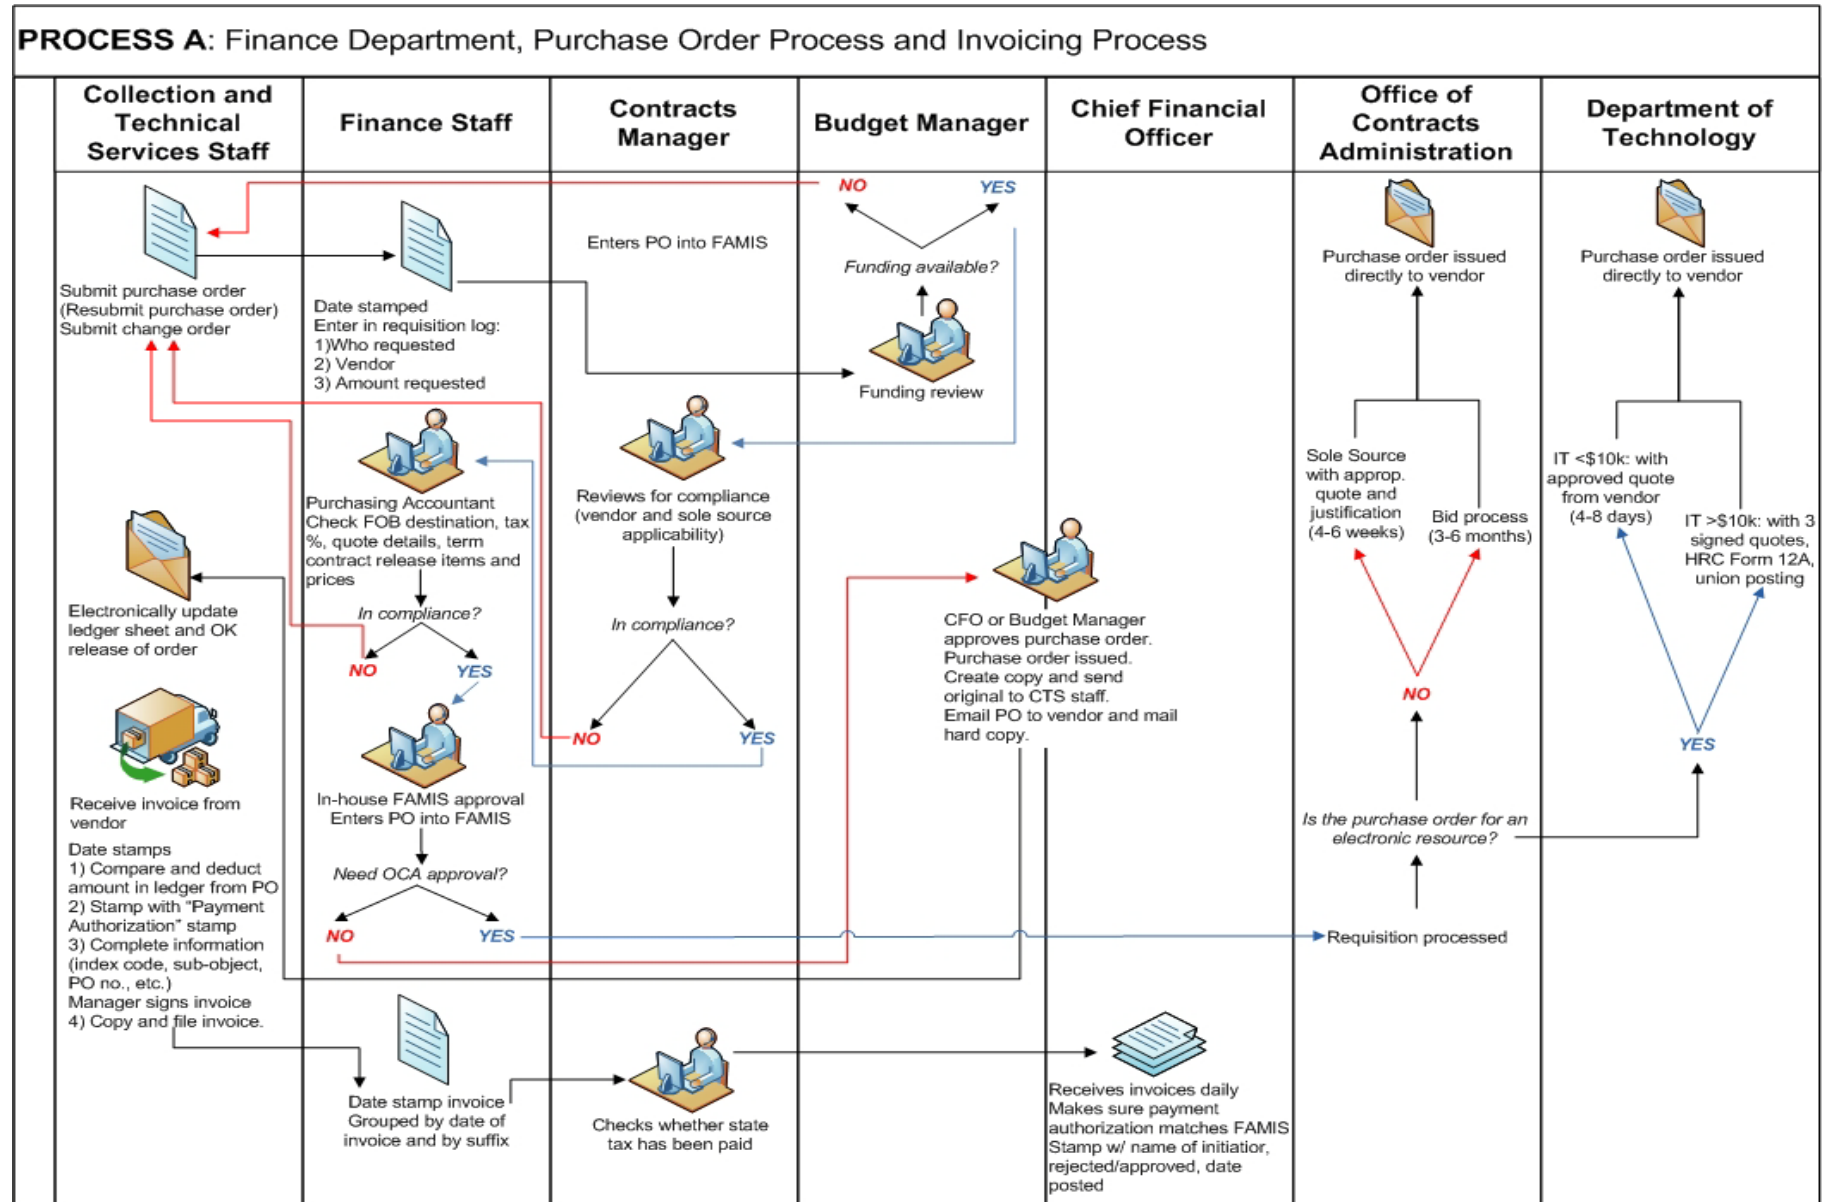 PROCESS A: Finance Department, Purchase Order Process and Invoicing Process
Collection and
Technical
Services Staff
Finance Staff
Contracts
Manager
Budget Manager
Chief Financial
Officer
Office of
Contracts
Administration
Department of
Technology
Submit purchase order
(Resubmit purchase order)
Submit change order
Electronically update
ledger sheet and OK
release of order
Receive invoice from
vendor
Date stamps
1) Compare and deduct
amount in ledger from PO
2) Stamp with "Payment
Authorization" stamp
3) Complete information
(index code, sub-object,
PO no., etc.)
Manager signs invoice
4) Copy and file invoice.
Date stamped
Enter in requisition log:
1)Who requested
2) Vendor
3) Amount requested
Purchasing Accountant
Check FOB destination, tax
%, quote details, term
contract release items and
prices
In compliance?
NO
YES
In-house FAMIS approval
Enters PO into FAMIS
Need OCA approval?
NO
YES
Date stamp invoice
Grouped by date of
invoice and by suffix
Enters PO into FAMIS
Reviews for compliance
(vendor and sole source
applicability)
In compliance?
NO
YES
Checks whether state
tax has been paid
NO
YES
Funding available?
Funding review
CFO or Budget Manager
approves purchase order.
Purchase order issued.
Create copy and send
original to CTS staff.
Email PO to vendor and mail
hard copy.
Receives invoices daily
Makes sure payment
authorization matches FAMIS
Stamp w/ name of initiatior,
rejected/approved, date
posted
Purchase order issued
directly to vendor
Sole Source
with approp.
quote and
justification
(4-6 weeks)
Bid process
(3-6 months)
NO
Is the purchase order for an
electronic resource?
Requisition processed
Purchase order issued
directly to vendor
IT <$10k: with
approved quote
from vendor
(4-8 days)
IT >$10k: with 3
signed quotes,
HRC Form 12A,
union posting
YES